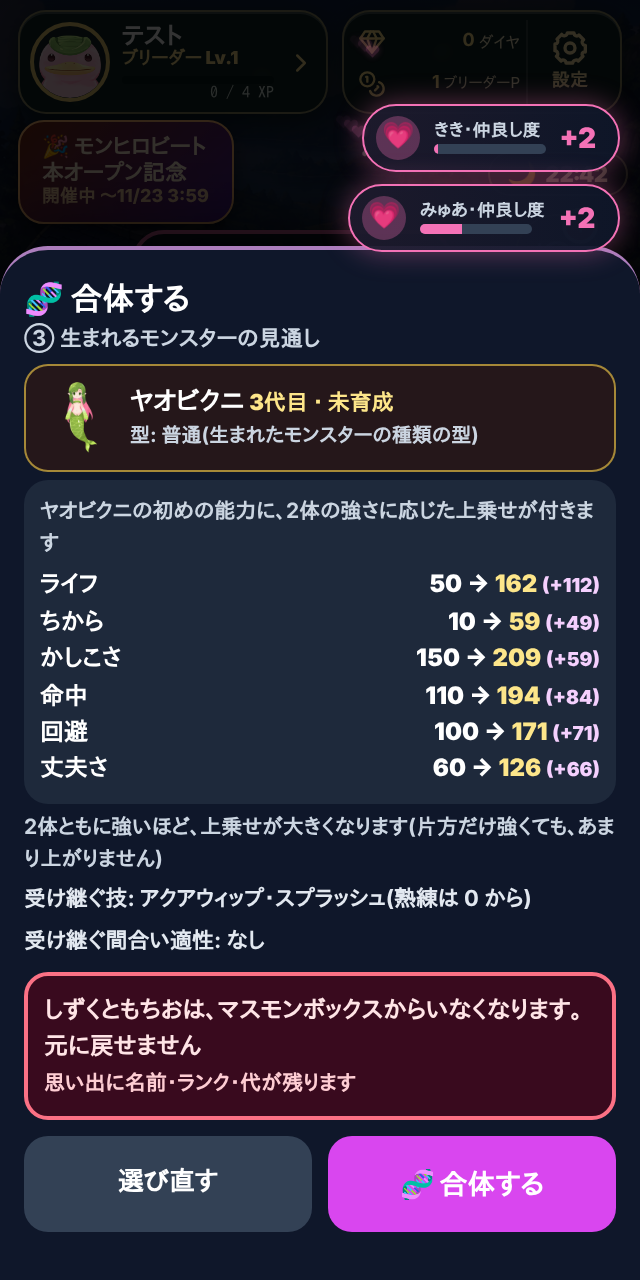 テスト
ブリーダー Lv.1
0 / 4 XP
0 ダイヤ
1 ブリーダーP
設定
🎉 モンヒロビート
本オープン記念
開催中 〜11/23 3:59
きき・仲良し度 +2
22:42
みゅあ・仲良し度 +2
🧬 合体する
③ 生まれるモンスターの見通し
ヤオビクニ 3代目・未育成
型: 普通(生まれたモンスターの種類の型)
ヤオビクニの初めの能力に、2体の強さに応じた上乗せが付きま
す
ライフ 50 → 162 (+112)
ちから 10 → 59 (+49)
かしこさ 150 → 209 (+59)
命中 110 → 194 (+84)
回避 100 → 171 (+71)
丈夫さ 60 → 126 (+66)
2体ともに強いほど、上乗せが大きくなります(片方だけ強くても、あま
り上がりません)
受け継ぐ技: アクアウィップ・スプラッシュ(熟練は 0 から)
受け継ぐ間合い適性: なし
しずくともちおは、マスモンボックスからいなくなります。
元に戻せません
思い出に名前・ランク・代が残ります
選び直す
🧬 合体する